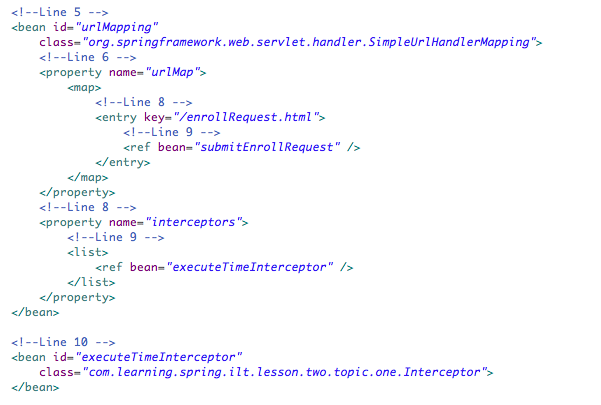 <!--Line 5 -->
<bean id="urlMapping"
    class="org.springframework.web.servlet.handler.SimpleUrlHandlerMapping">
    <!--Line 6 -->
    <property name="urlMap">
        <map>
            <!--Line 8 -->
            <entry key="/enrollRequest.html">
                <!--Line 9 -->
                <ref bean="submitEnrollRequest" />
            </entry>
        </map>
    </property>
    <!--Line 8 -->
    <property name="interceptors">
        <!--Line 9 -->
        <list>
            <ref bean="executeTimeInterceptor" />
        </list>
    </property>
</bean>

<!--Line 10 -->
<bean id="executeTimeInterceptor"
    class="com.learning.spring.ilt.lesson.two.topic.one.Interceptor">
</bean>